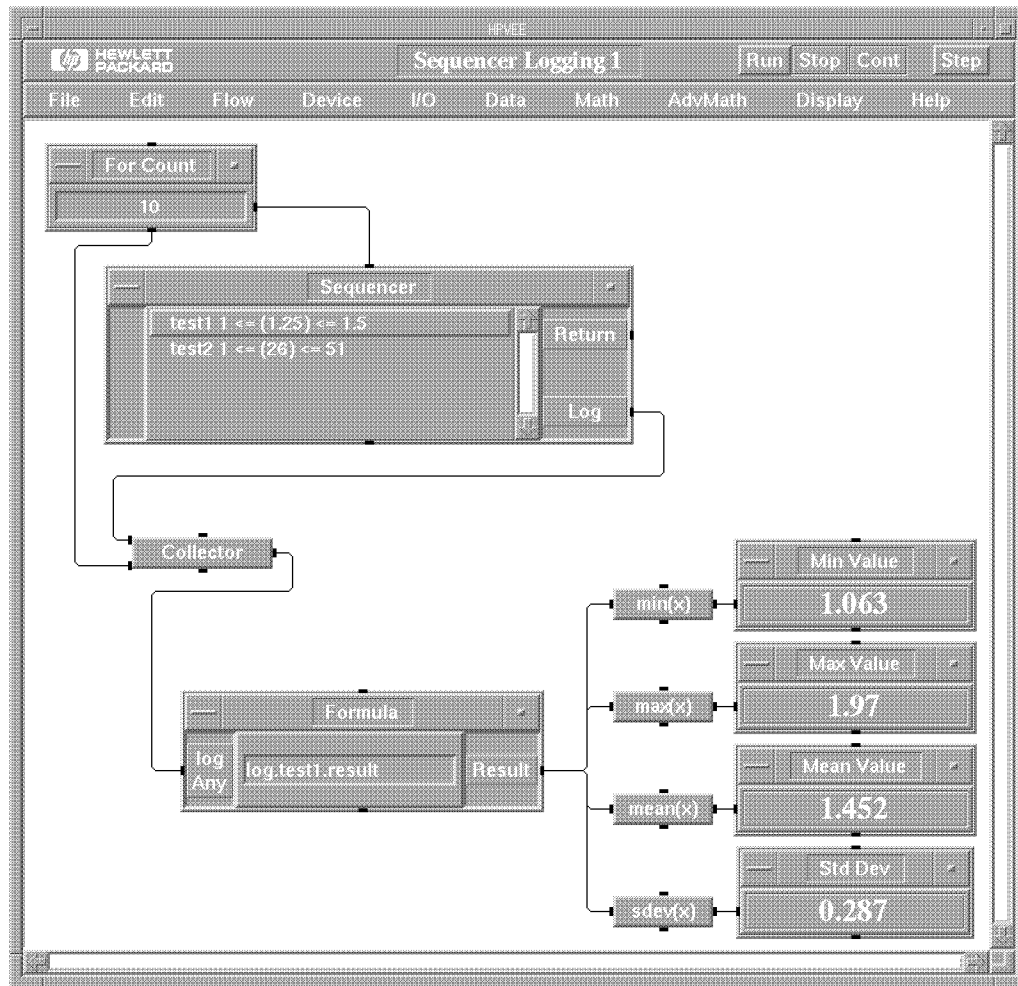 HPVEE
hp HEWLETT PACKARD Sequencer Logging 1 Run Stop Cont Step
File Edit Flow Device I/O Data Math AdvMath Display Help
For Count
10
Sequencer
test1 1 <= (1.25) <= 1.5
test2 1 <= (26) <= 51
Return
Log
Collector
Formula
log
Any
log.test1.result
Result
min(x)
Min Value
1.063
max(x)
Max Value
1.97
mean(x)
Mean Value
1.452
sdev(x)
Std Dev
0.287